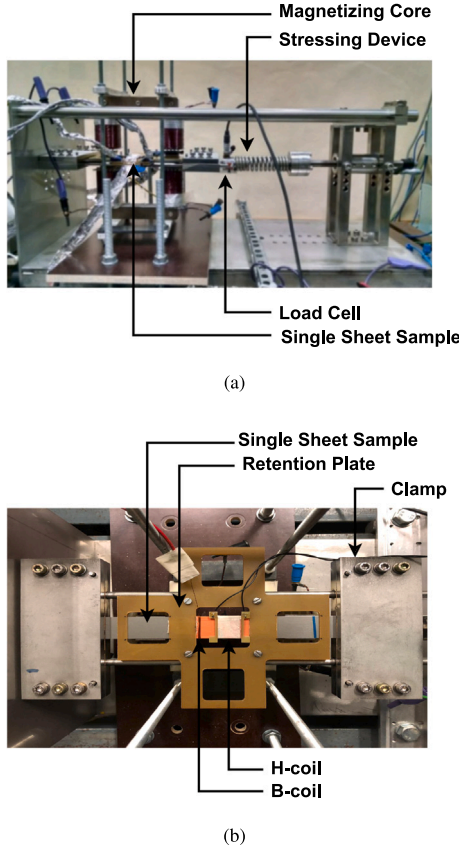 Magnetizing Core
Stressing Device
Load Cell
Single Sheet Sample
(a)
Single Sheet Sample
Retention Plate
Clamp
H-coil
B-coil
(b)